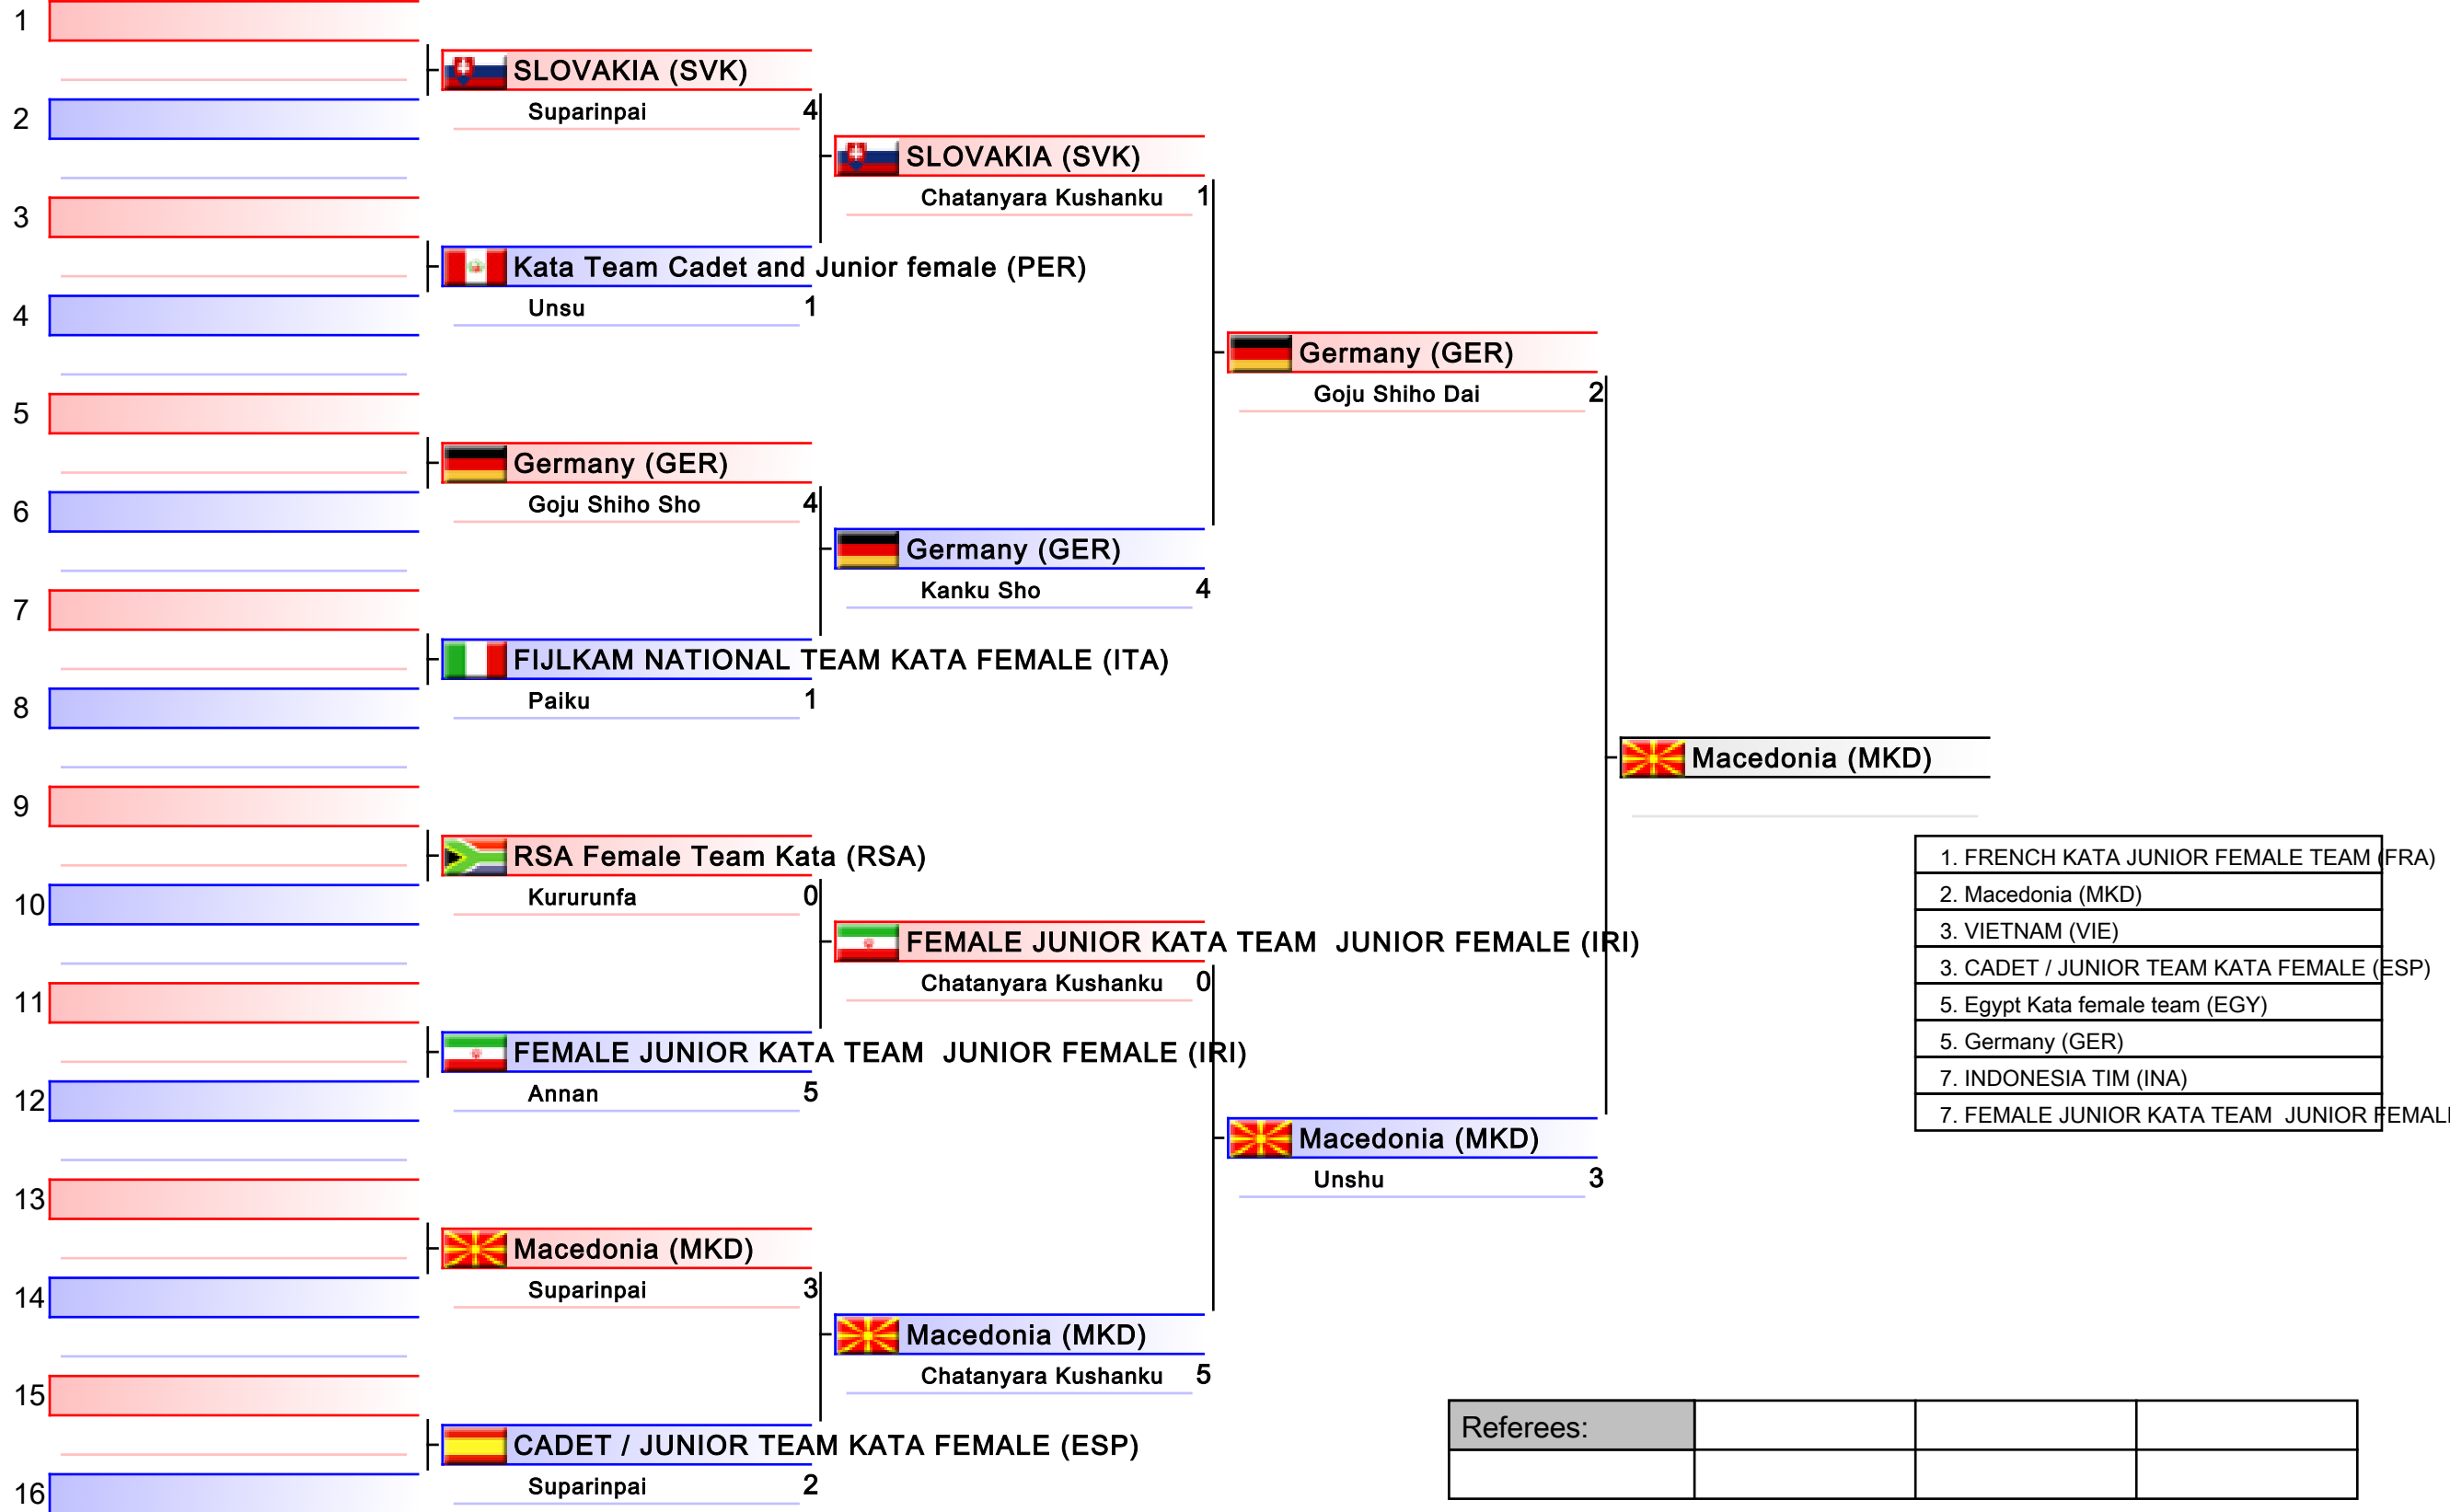 1
SLOVAKIA (SVK)
Suparinpai 4
2
SLOVAKIA (SVK)
Chatanyara Kushanku 1
3
Kata Team Cadet and Junior female (PER)
Unsu 1
4
Germany (GER)
Goju Shiho Dai 2
5
Germany (GER)
Goju Shiho Sho 4
6
Germany (GER)
Kanku Sho 4
7
FIJLKAM NATIONAL TEAM KATA FEMALE (ITA)
Paiku 1
8
Macedonia (MKD)
9
RSA Female Team Kata (RSA)
Kururunfa 0
10
FEMALE JUNIOR KATA TEAM  JUNIOR FEMALE (IRI)
Chatanyara Kushanku 0
11
FEMALE JUNIOR KATA TEAM  JUNIOR FEMALE (IRI)
Annan 5
12
Macedonia (MKD)
Unshu 3
13
Macedonia (MKD)
Suparinpai 3
14
Macedonia (MKD)
Chatanyara Kushanku 5
15
CADET / JUNIOR TEAM KATA FEMALE (ESP)
Suparinpai 2
16
1. FRENCH KATA JUNIOR FEMALE TEAM (FRA)
2. Macedonia (MKD)
3. VIETNAM (VIE)
3. CADET / JUNIOR TEAM KATA FEMALE (ESP)
5. Egypt Kata female team (EGY)
5. Germany (GER)
7. INDONESIA TIM (INA)
7. FEMALE JUNIOR KATA TEAM  JUNIOR FEMAL
Referees: